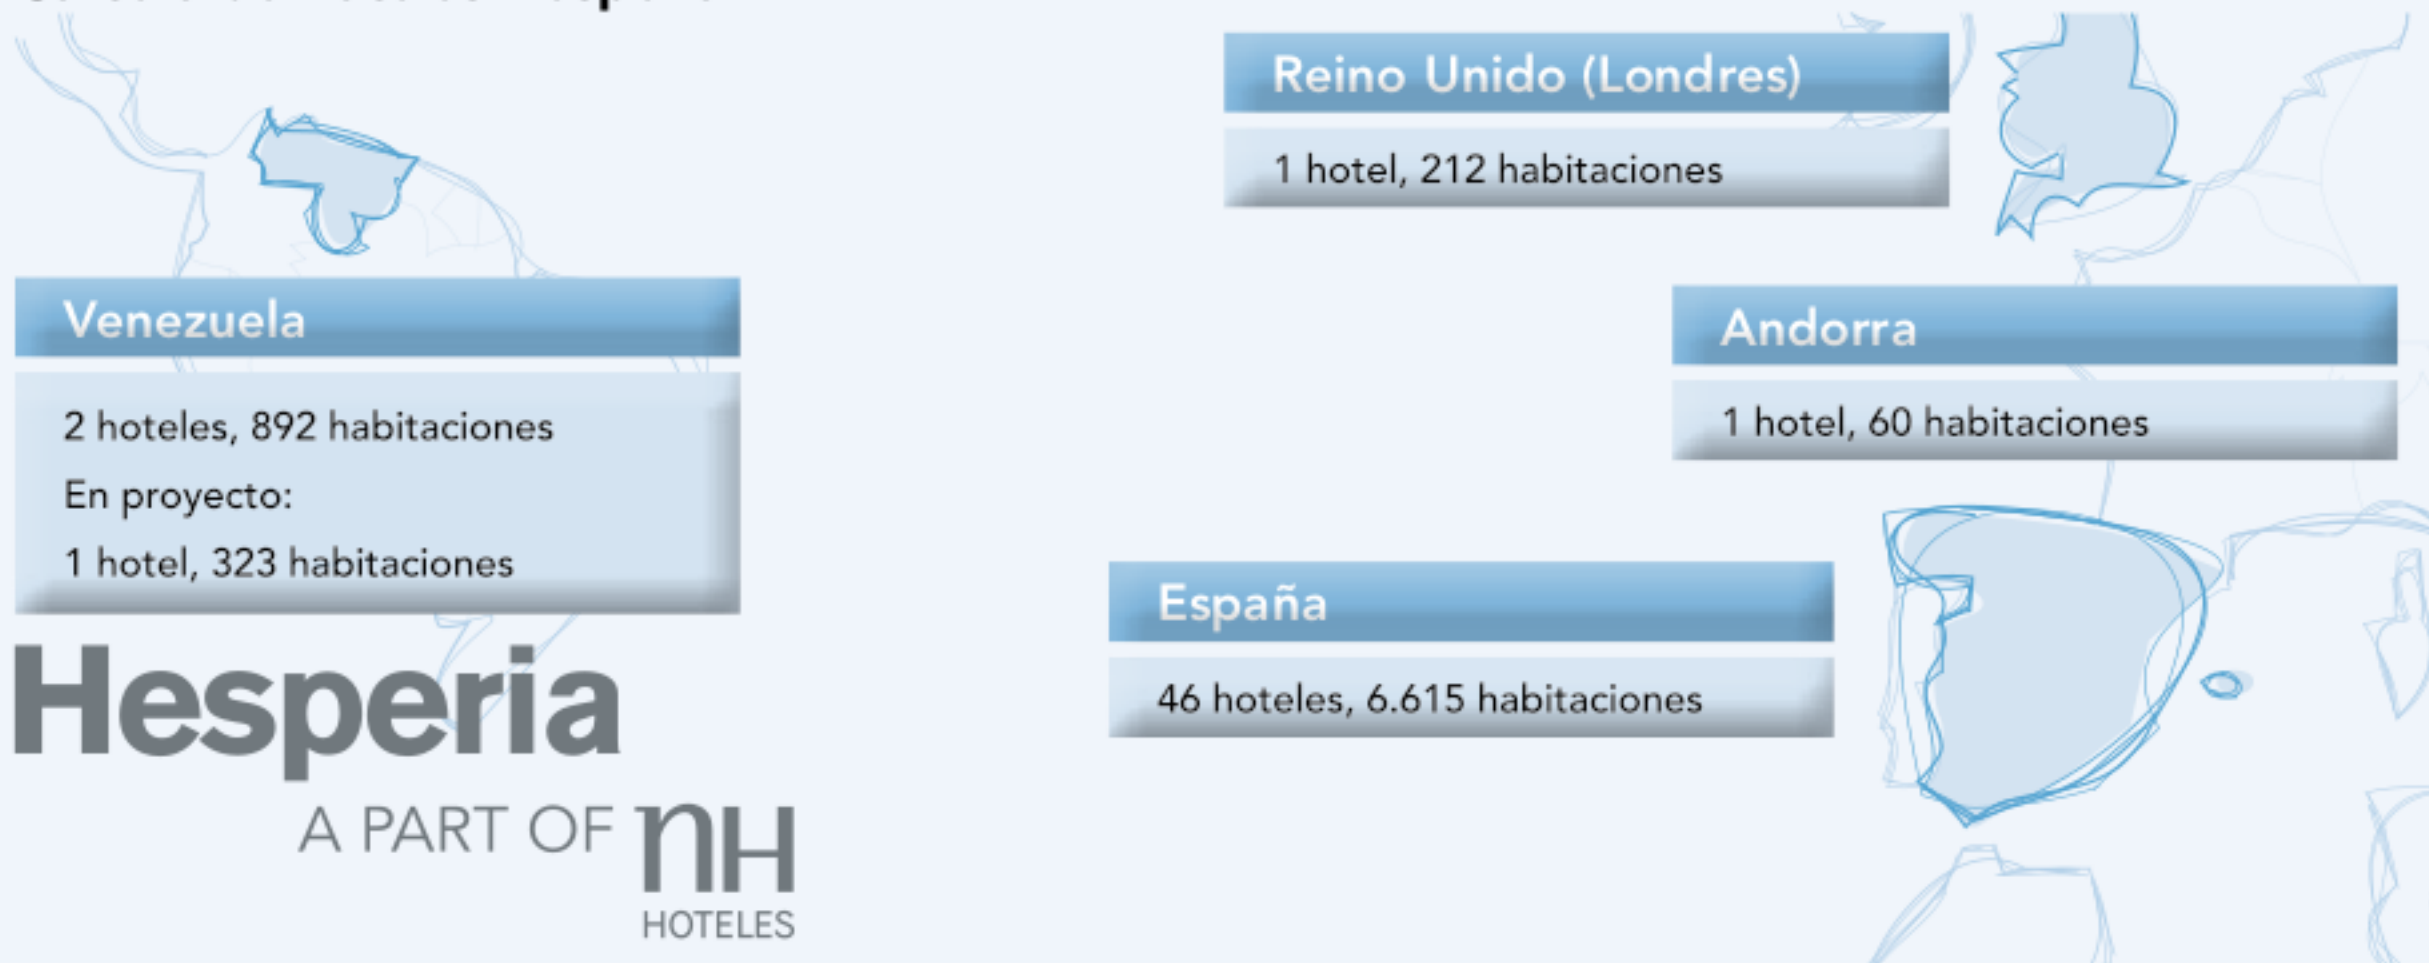 Reino Unido (Londres)
1 hotel, 212 habitaciones
Venezuela
2 hoteles, 892 habitaciones
En proyecto:
1 hotel, 323 habitaciones
Andorra
1 hotel, 60 habitaciones
España
46 hoteles, 6.615 habitaciones
Hesperia
A PART OF nH
HOTELES